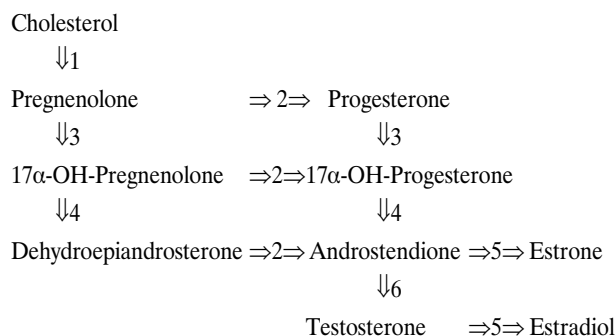 Cholesterol
⇓1
Pregnenolone ⇒ 2⇒ Progesterone
⇓3 ⇓3
17α-OH-Pregnenolone ⇒2⇒17α-OH-Progesterone
⇓4 ⇓4
Dehydroepiandrosterone ⇒2⇒ Androstendione ⇒5⇒ Estrone
⇓6
Testosterone ⇒5⇒ Estradiol